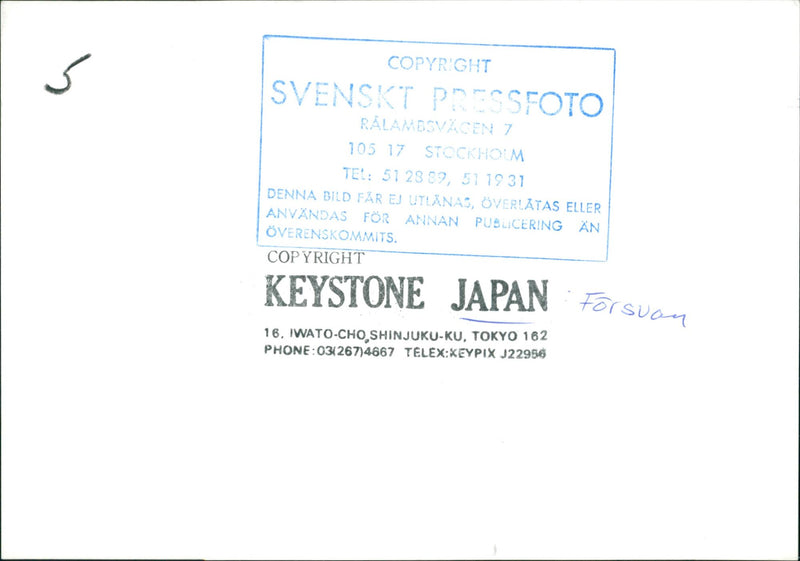 5
COPYRIGHT
SVENSKT PRESSFOTO
RÅLAMBSVÄGEN 7
105 17 STOCKHOLM
TEL: 51 28 89, 51 19 31
DENNA BILD FÅR EJ UTLÅNAS, ÖVERLÅTAS ELLER
ANVÄNDAS FÖR ANNAN PUBLICERING ÄN
ÖVERENSKOMMITS.
COPYRIGHT
KEYSTONE JAPAN
Försvar
16, IWATO-CHO,SHINJUKU-KU, TOKYO 162
PHONE:03(267)4667 TELEX:KEYPIX J22956